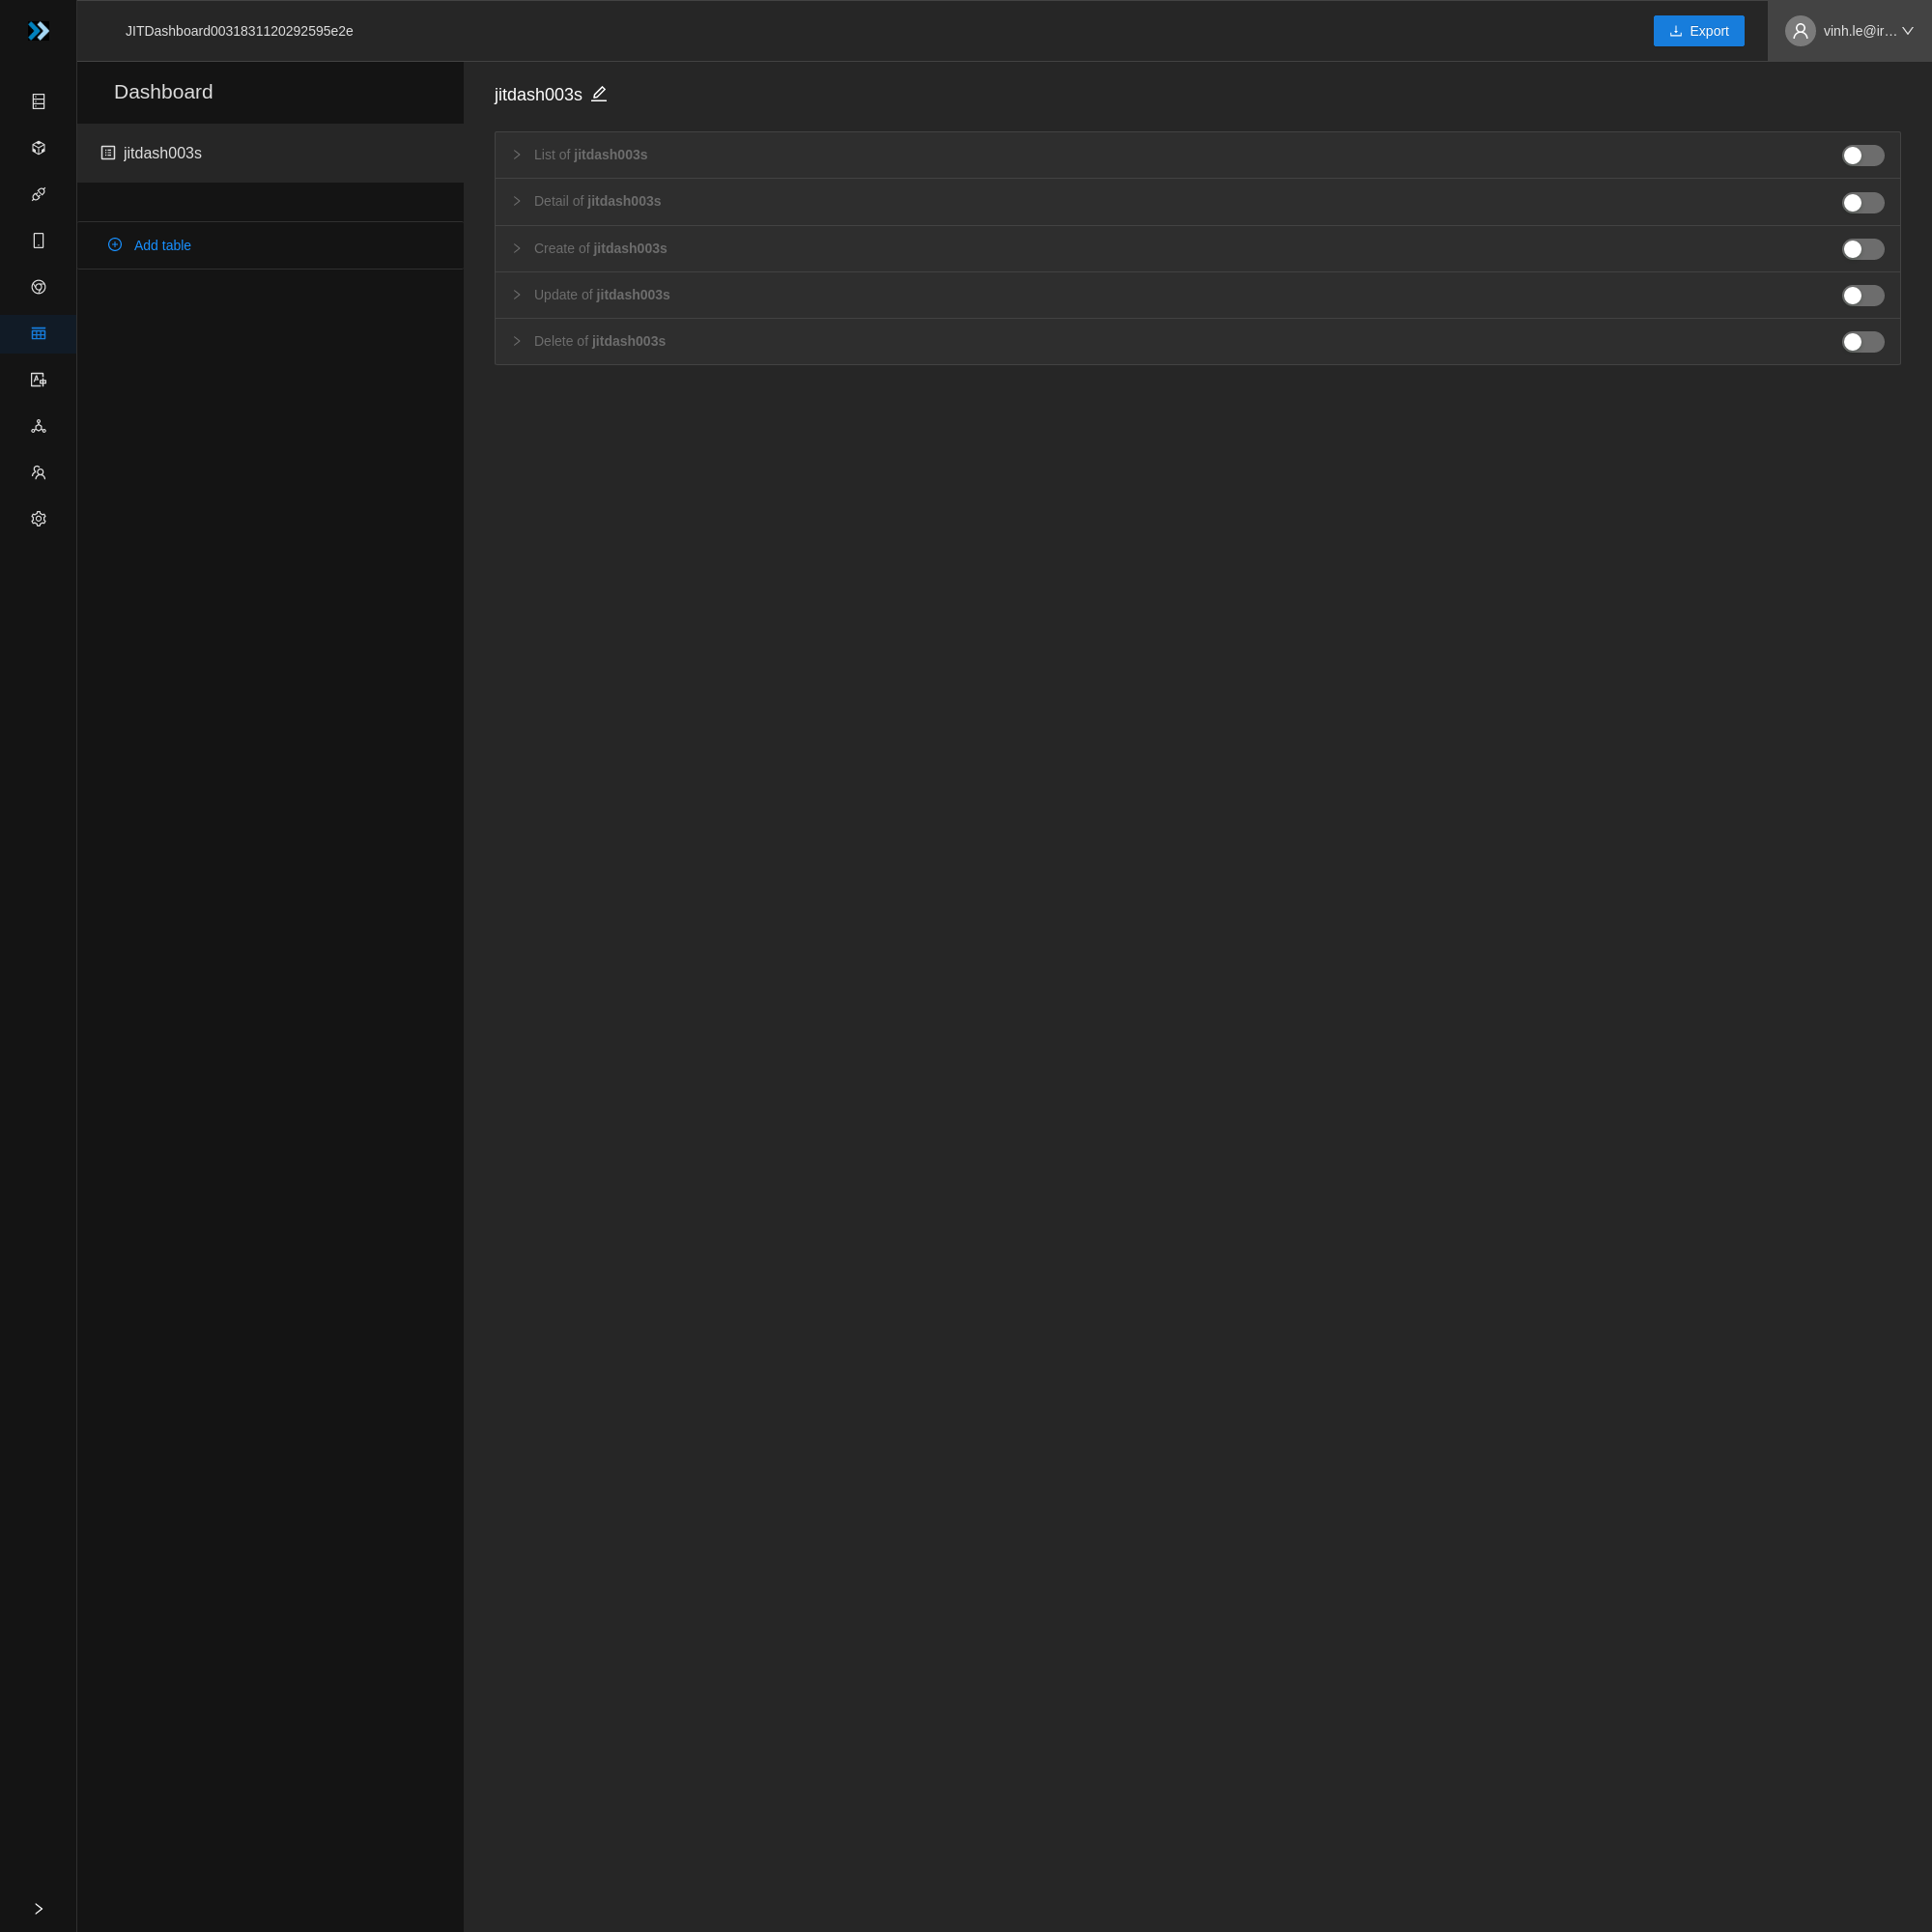 JITDashboard0031831120292595e2e
Export
vinh.le@ir…
Dashboard
jitdash003s
Add table
jitdash003s
List of jitdash003s
Detail of jitdash003s
Create of jitdash003s
Update of jitdash003s
Delete of jitdash003s